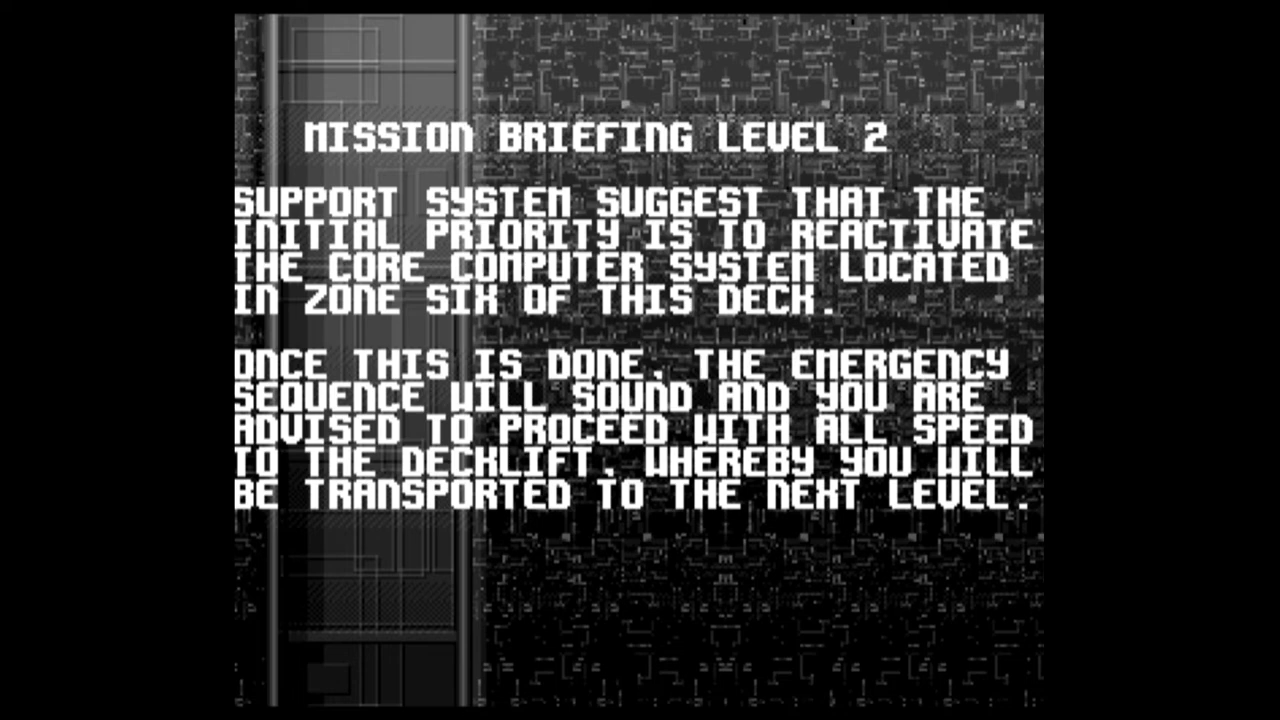 MISSION BRIEFING LEVEL 2
SUPPORT SYSTEM SUGGEST THAT THE
INITIAL PRIORITY IS TO REACTIVATE
THE CORE COMPUTER SYSTEM LOCATED
IN ZONE SIX OF THIS DECK.
ONCE THIS IS DONE, THE EMERGENCY
SEQUENCE WILL SOUND AND YOU ARE
ADVISED TO PROCEED WITH ALL SPEED
TO THE DECKLIFT, WHEREBY YOU WILL
BE TRANSPORTED TO THE NEXT LEVEL.